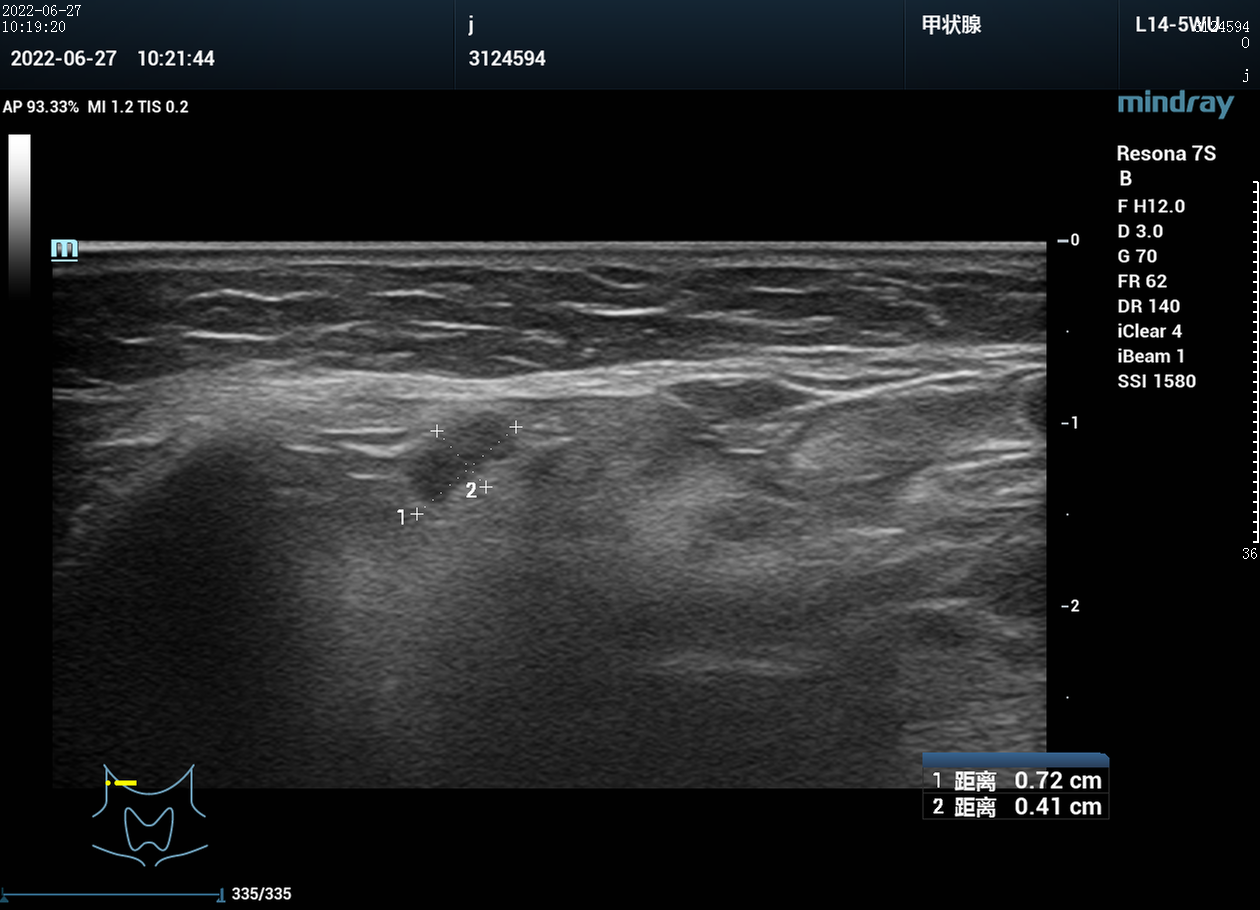 2022-06-27
10:19:20
2022-06-27 10:21:44
j
3124594
甲状腺
L14-5WU
3124594
0
j
AP 93.33% MI 1.2 TIS 0.2
mindray
Resona 7S
B
F H12.0
D 3.0
G 70
FR 62
DR 140
iClear 4
iBeam 1
SSI 1580
m
0
-1
-2
36
2
1
1 距离 0.72 cm
2 距离 0.41 cm
335/335